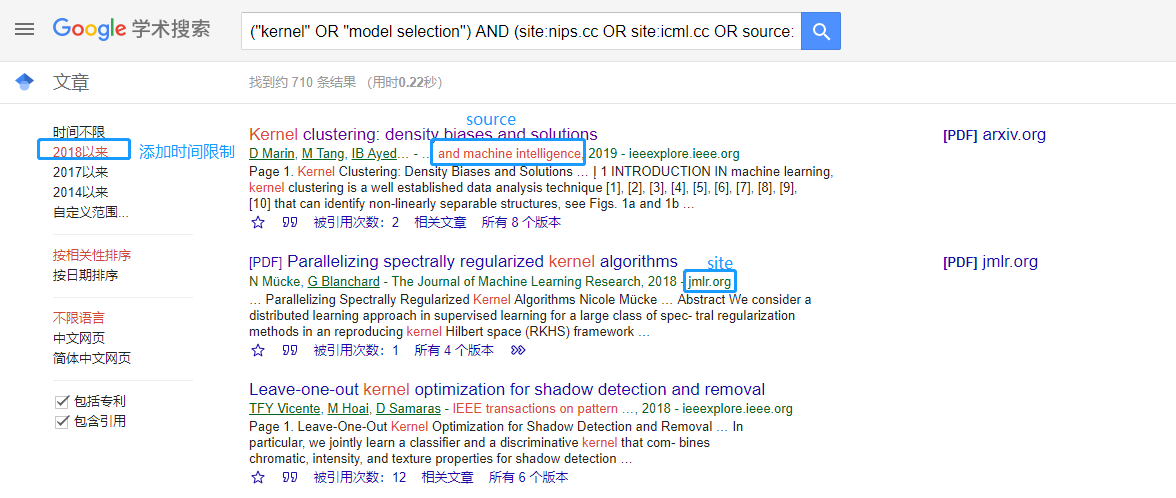 Google 学术搜索
("kernel" OR "model selection") AND (site:nips.cc OR site:icml.cc OR source:
文章
找到约 710 条结果 （用时0.22秒）
时间不限
2018以来
添加时间限制
2017以来
2014以来
自定义范围...
按相关性排序
按日期排序
不限语言
中文网页
简体中文网页
包括专利
包含引用
source
Kernel clustering: density biases and solutions
[PDF] arxiv.org
D Marin, M Tang, IB Ayed… - … and machine intelligence, 2019 - ieeexplore.ieee.org
Page 1. Kernel Clustering: Density Biases and Solutions … | 1 INTRODUCTION IN machine learning,
kernel clustering is a well established data analysis technique [1], [2], [3], [4], [5], [6], [7], [8], [9],
[10] that can identify non-linearly separable structures, see Figs. 1a and 1b …
被引用次数：2 相关文章 所有 8 个版本
site
[PDF] Parallelizing spectrally regularized kernel algorithms
[PDF] jmlr.org
N Mücke, G Blanchard - The Journal of Machine Learning Research, 2018 - jmlr.org
… Parallelizing Spectrally Regularized Kernel Algorithms Nicole Mücke … Abstract We consider a
distributed learning approach in supervised learning for a large class of spec- tral regularization
methods in an reproducing kernel Hilbert space (RKHS) framework …
被引用次数：1 所有 4 个版本
Leave-one-out kernel optimization for shadow detection and removal
TFY Vicente, M Hoai, D Samaras - IEEE transactions on pattern …, 2018 - ieeexplore.ieee.org
Page 1. Leave-One-Out Kernel Optimization for Shadow Detection and Removal … In
particular, we jointly learn a classifier and a discriminative kernel that com- bines
chromatic, intensity, and texture properties for shadow detection …
被引用次数：12 相关文章 所有 6 个版本